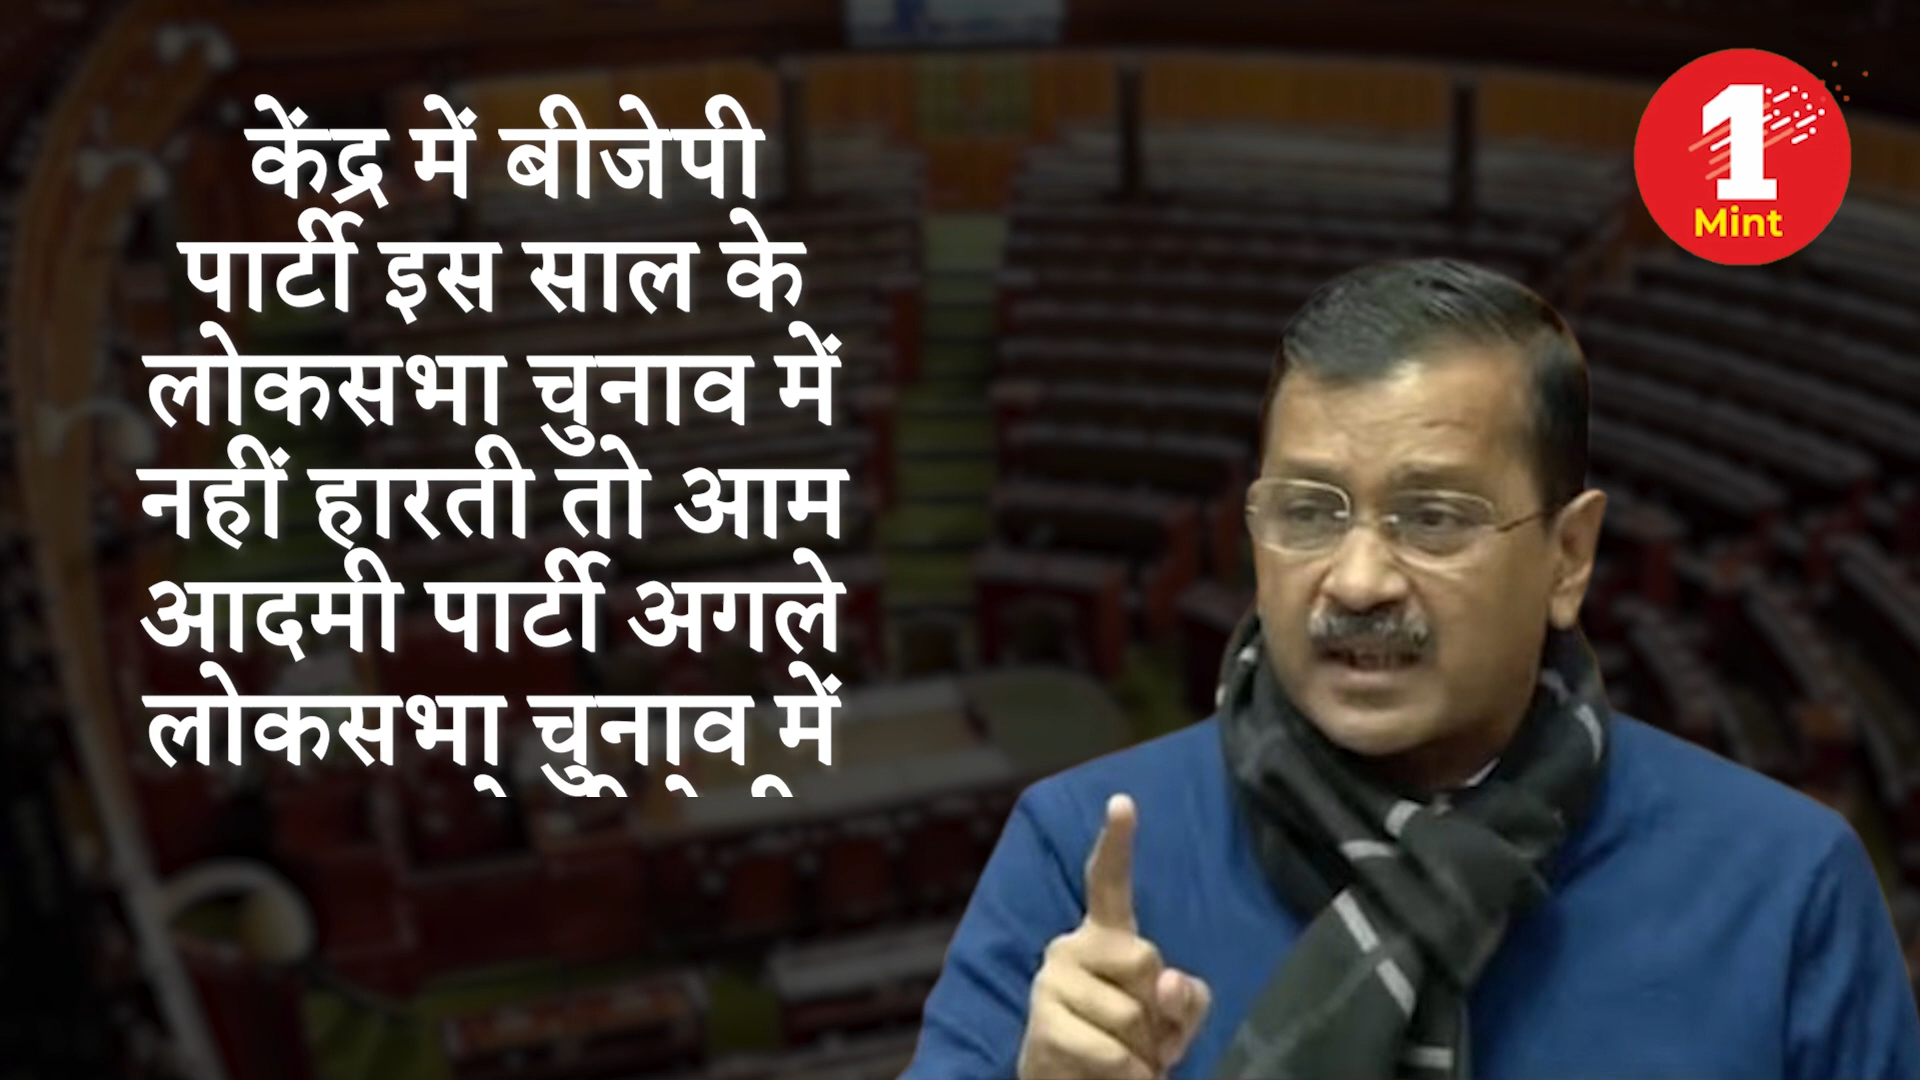 केंद्र में बीजेपी
पार्टी इस साल के
लोकसभा चुनाव में
नहीं हारती तो आम
आदमी पार्टी अगले
लोकसभा चुनाव में
1
Mint